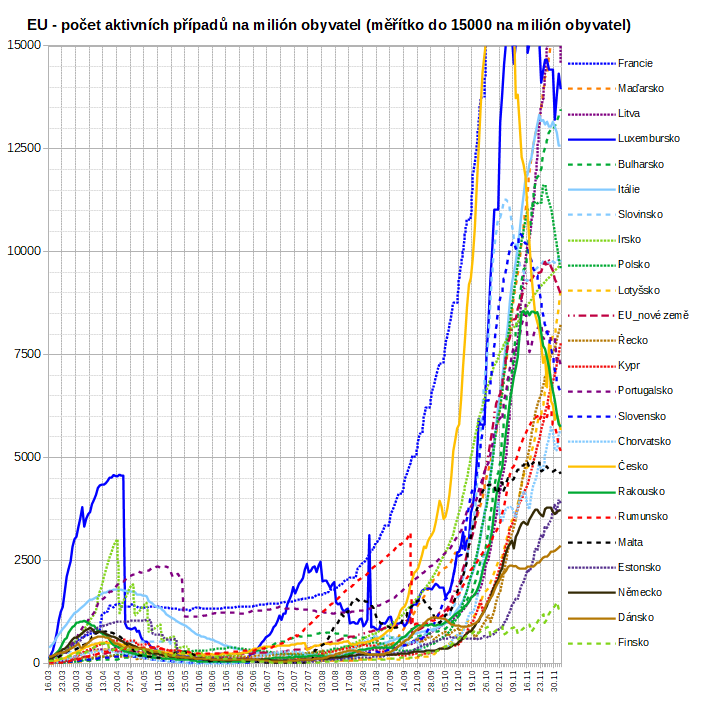 EU - počet aktivních případů na milión obyvatel (měřítko do 15000 na milión obyvatel)
15000
12500
10000
7500
5000
2500
0
16.03
23.03
30.03
06.04
13.04
20.04
27.04
04.05
11.05
18.05
25.05
01.06
08.06
15.06
22.06
29.06
06.07
13.07
20.07
27.07
03.08
10.08
17.08
24.08
31.08
07.09
14.09
21.09
28.09
05.10
12.10
19.10
26.10
02.11
09.11
16.11
23.11
30.11
Francie
Maďarsko
Litva
Luxembursko
Bulharsko
Itálie
Slovinsko
Irsko
Polsko
Lotyšsko
EU_nové země
Řecko
Kypr
Portugalsko
Slovensko
Chorvatsko
Česko
Rakousko
Rumunsko
Malta
Estonsko
Německo
Dánsko
Finsko